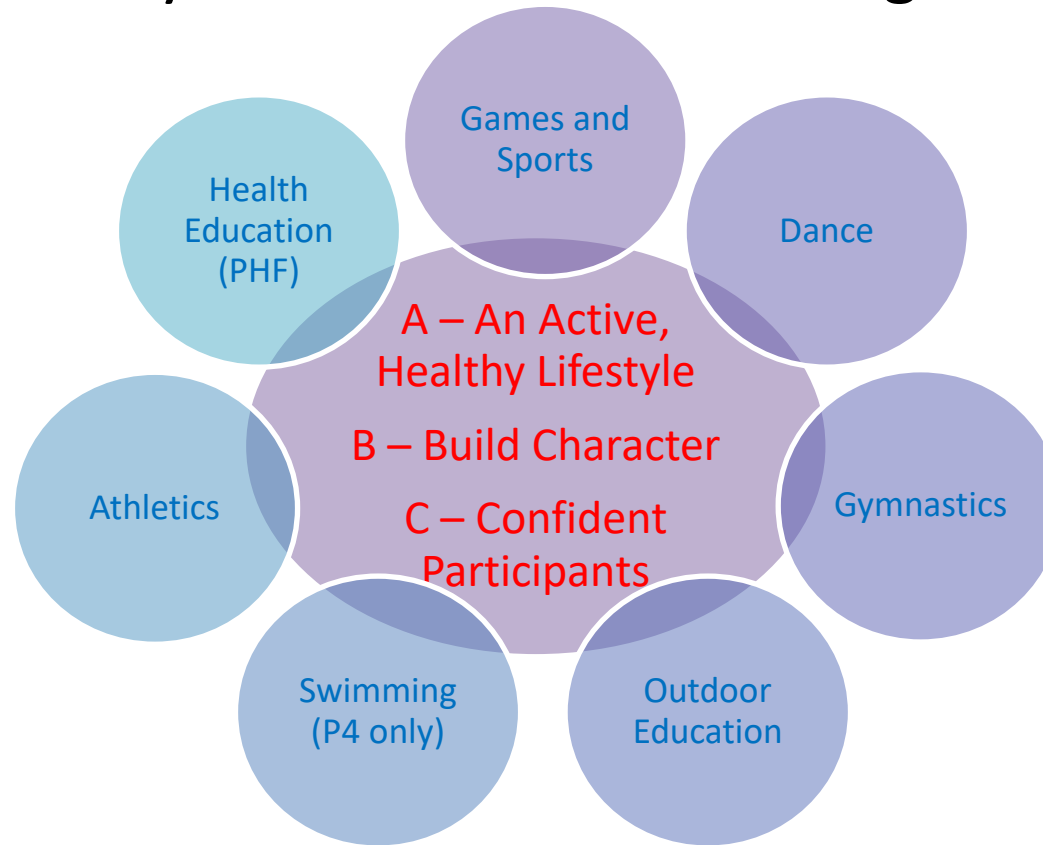 Games and
Sports
Dance
Gymnastics
Outdoor
Education
Swimming
(P4 only)
Athletics
Health
Education
(PHF)
A – An Active,
Healthy Lifestyle
B – Build Character
C – Confident
Participants